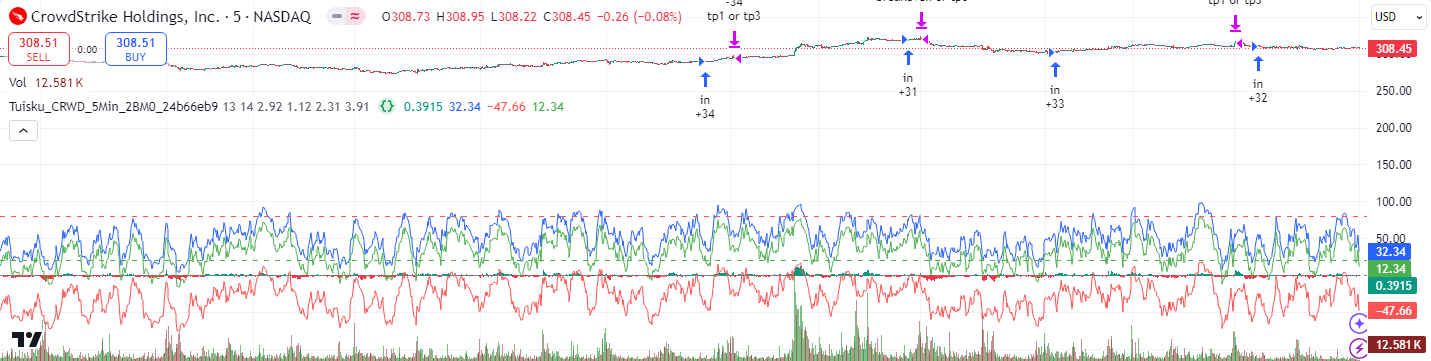 CrowdStrike Holdings, Inc. · 5 · NASDAQ O308.73 H308.95 L308.22 C308.45 −0.26 (−0.08%)
308.51
SELL
0.00
308.51
BUY
Vol 12.581 K
Tuisku_CRWD_5Min_2BM0_24b66eb9 13 14 2.92 1.12 2.31 3.91 {} 0.3915 32.34 −47.66 12.34
-34
tp1 or tp3
in
+34
in
+31
in
+33
tp1 or tp3
in
+32
USD
308.45
250.00
200.00
150.00
100.00
50.00
32.34
12.34
0.3915
−47.66
12.581 K